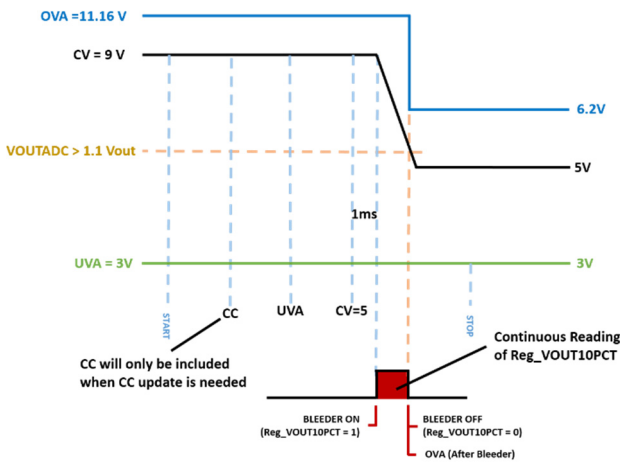 OVA =11.16 V
CV = 9 V
6.2V
VOUTADC > 1.1 Vout
5V
1ms
UVA = 3V
3V
START
CC
UVA
CV=5
STOP
CC will only be included
when CC update is needed
Continuous Reading
of Reg_VOUT10PCT
BLEEDER ON
(Reg_VOUT10PCT = 1)
BLEEDER OFF
(Reg_VOUT10PCT = 0)
OVA (After Bleeder)